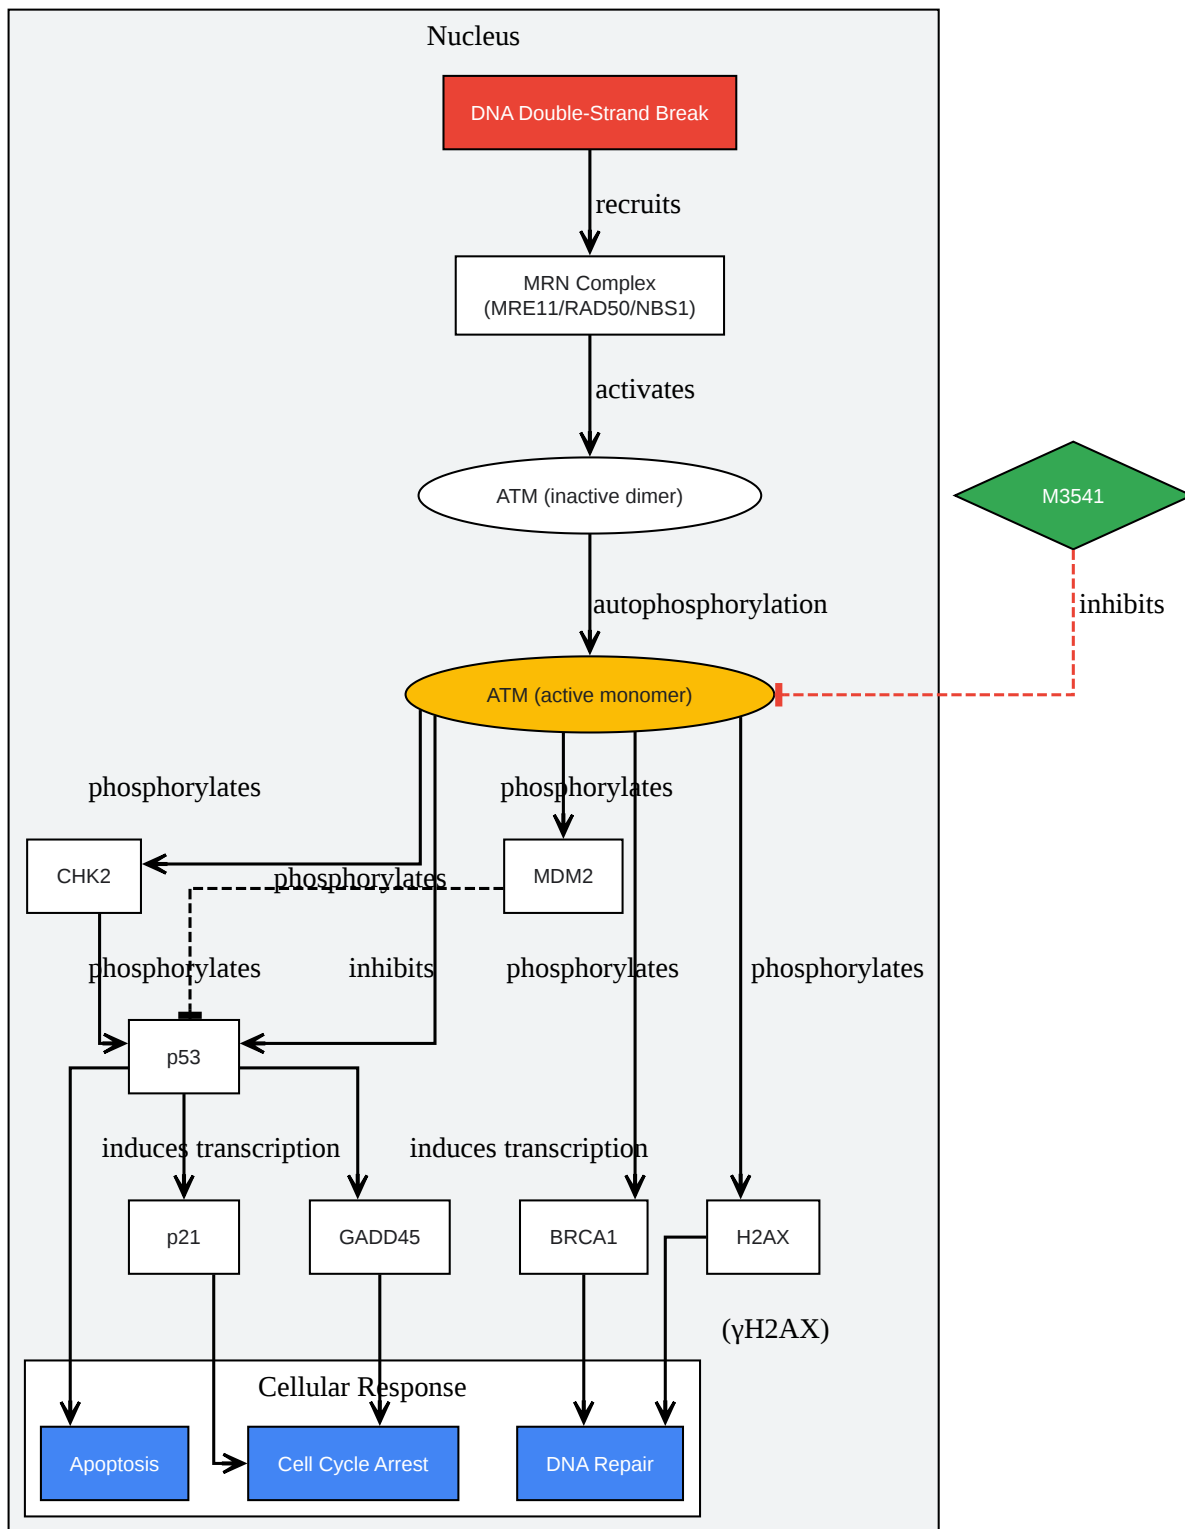 Nucleus
DNA Double-Strand Break
recruits
MRN Complex
(MRE11/RAD50/NBS1)
activates
ATM (inactive dimer)
M3541
autophosphorylation
inhibits
ATM (active monomer)
phosphorylates
phosphorylates
CHK2
phosphorylates
MDM2
phosphorylates
inhibits
phosphorylates
phosphorylates
p53
induces transcription
induces transcription
p21
GADD45
BRCA1
H2AX
(γH2AX)
Cellular Response
Apoptosis
Cell Cycle Arrest
DNA Repair